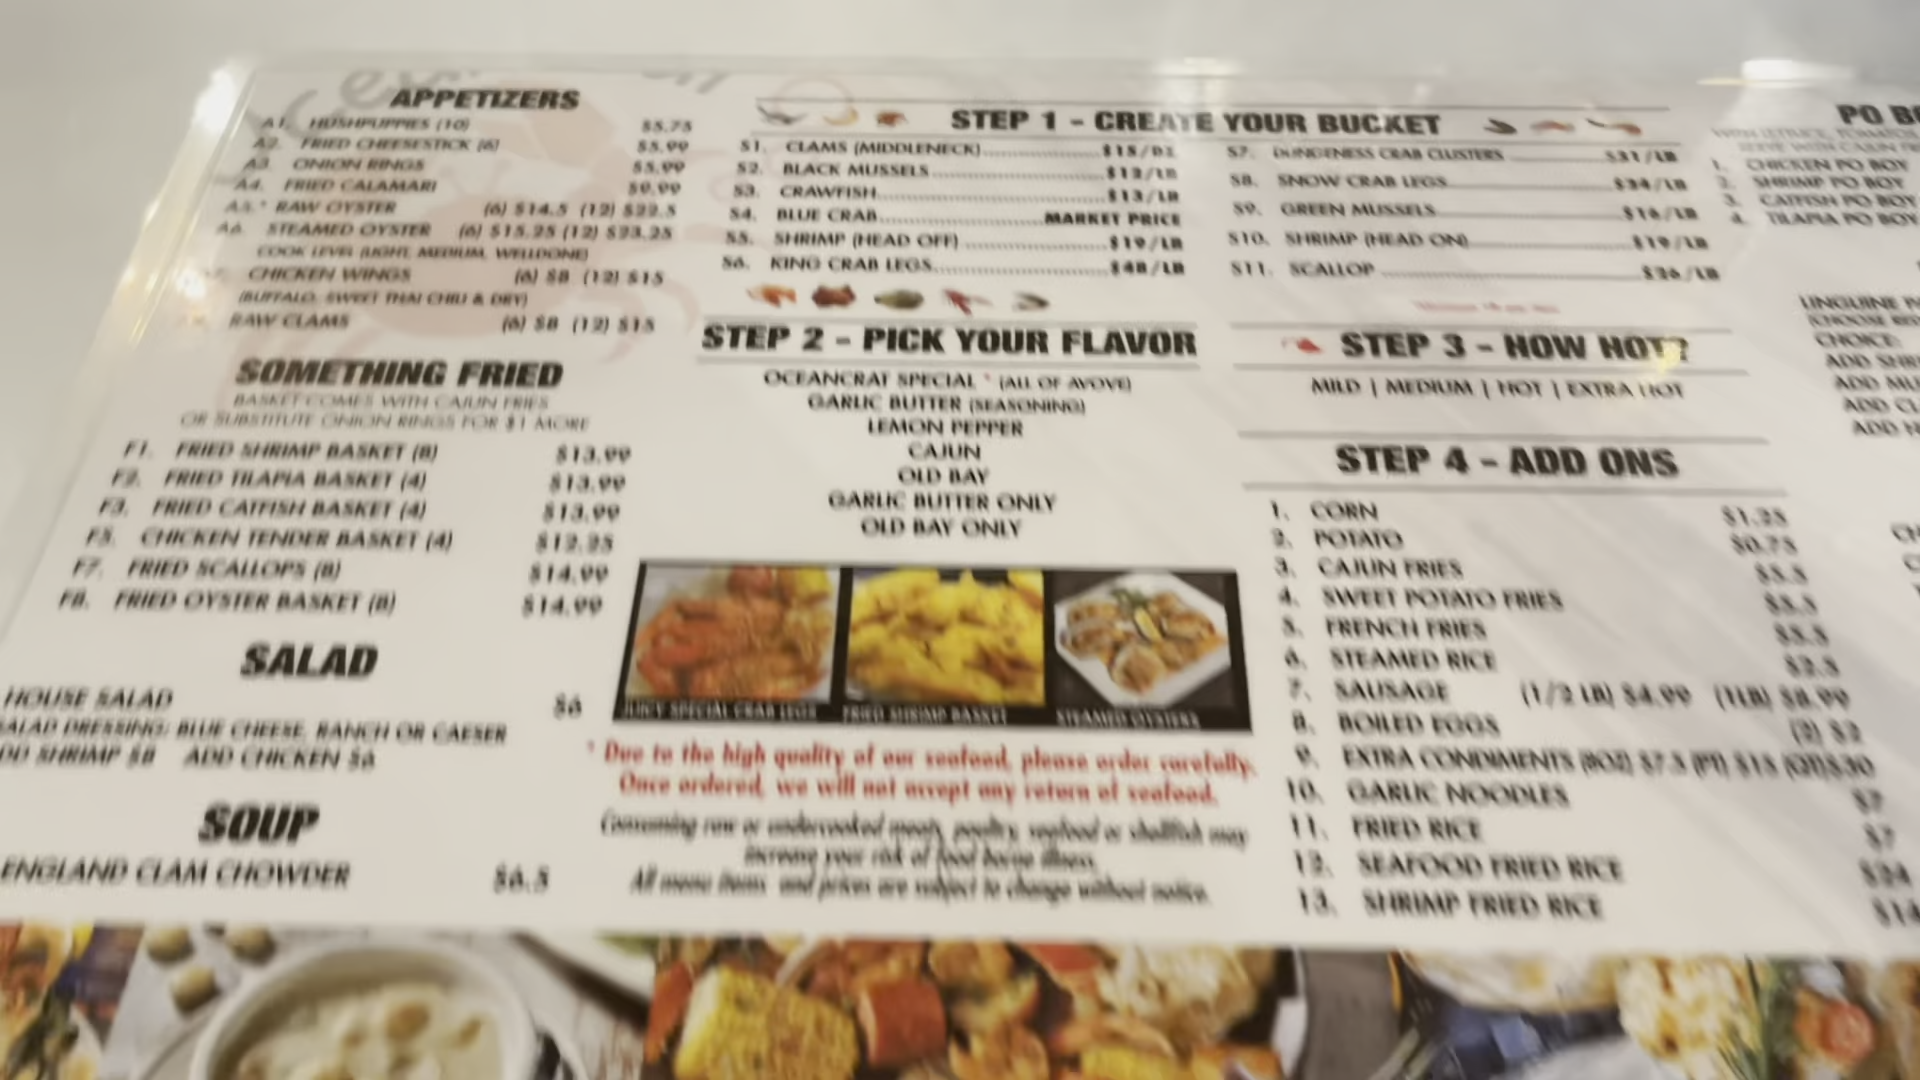 APPETIZERS
A1. HUSHPUPPIES (10) $5.75
A2. FRIED CHEESESTICK (6) $5.99
A3. ONION RINGS $5.99
A4. FRIED CALAMARI $9.99
A5.* RAW OYSTER (6) $14.5 (12) $22.5
A6. STEAMED OYSTER (6) $15.25 (12) $23.25
COOK LEVEL (LIGHT, MEDIUM, WELLDONE)
CHICKEN WINGS (6) $8 (12) $15
(BUFFALO, SWEET THAI CHILI & DRY)
RAW CLAMS (6) $8 (12) $15
SOMETHING FRIED
BASKET COMES WITH CAJUN FRIES
OR SUBSTITUTE ONION RINGS FOR $1 MORE
F1. FRIED SHRIMP BASKET (8) $13.99
F2. FRIED TILAPIA BASKET (4) $13.99
F3. FRIED CATFISH BASKET (4) $13.99
F5. CHICKEN TENDER BASKET (4) $12.25
F7. FRIED SCALLOPS (8) $14.99
F8. FRIED OYSTER BASKET (8) $14.99
SALAD
HOUSE SALAD $6
SALAD DRESSING: BLUE CHEESE, RANCH OR CAESER
ADD SHRIMP $8 ADD CHICKEN $6
SOUP
ENGLAND CLAM CHOWDER $6.5
STEP 1 - CREATE YOUR BUCKET
S1. CLAMS (MIDDLENECK) $15/DZ
S2. BLACK MUSSELS $12/LB
S3. CRAWFISH $13/LB
S4. BLUE CRAB MARKET PRICE
S5. SHRIMP (HEAD OFF) $19/LB
S6. KING CRAB LEGS $48/LB
S7. DUNGENESS CRAB CLUSTERS $31/LB
S8. SNOW CRAB LEGS $34/LB
S9. GREEN MUSSELS $16/LB
S10. SHRIMP (HEAD ON) $19/LB
S11. SCALLOP $26/LB
STEP 2 - PICK YOUR FLAVOR
OCEANCRAT SPECIAL * (ALL OF AVOVE)
GARLIC BUTTER (SEASONING)
LEMON PEPPER
CAJUN
OLD BAY
GARLIC BUTTER ONLY
OLD BAY ONLY
JUICY SPECIAL CRAB LEGS
FRIED SHRIMP BASKET
STEAMED OYSTERS
* Due to the high quality of our seafood, please order carefully.
Once ordered, we will not accept any return of seafood.
Consuming raw or undercooked meats, poultry, seafood or shellfish may
increase your risk of food borne illness.
All menu items and prices are subject to change without notice.
STEP 3 - HOW HOT?
MILD | MEDIUM | HOT | EXTRA HOT
STEP 4 - ADD ONS
1. CORN $1.25
2. POTATO $0.75
3. CAJUN FRIES $5.5
4. SWEET POTATO FRIES $5.5
5. FRENCH FRIES $5.5
6. STEAMED RICE $2.5
7. SAUSAGE (1/2 LB) $4.99 (1LB) $8.99
8. BOILED EGGS (2) $2
9. EXTRA CONDIMENTS (8OZ) $7.5 (PT) $15 (QT)$30
10. GARLIC NOODLES $7
11. FRIED RICE $7
12. SEAFOOD FRIED RICE $24
13. SHRIMP FRIED RICE $14
PO BO
1. CHICKEN PO BOY
2. SHRIMP PO BOY
3. CATFISH PO BOY
4. TILAPIA PO BOY
LINGUINE
CHOICE:
ADD
ADD
ADD
ADD